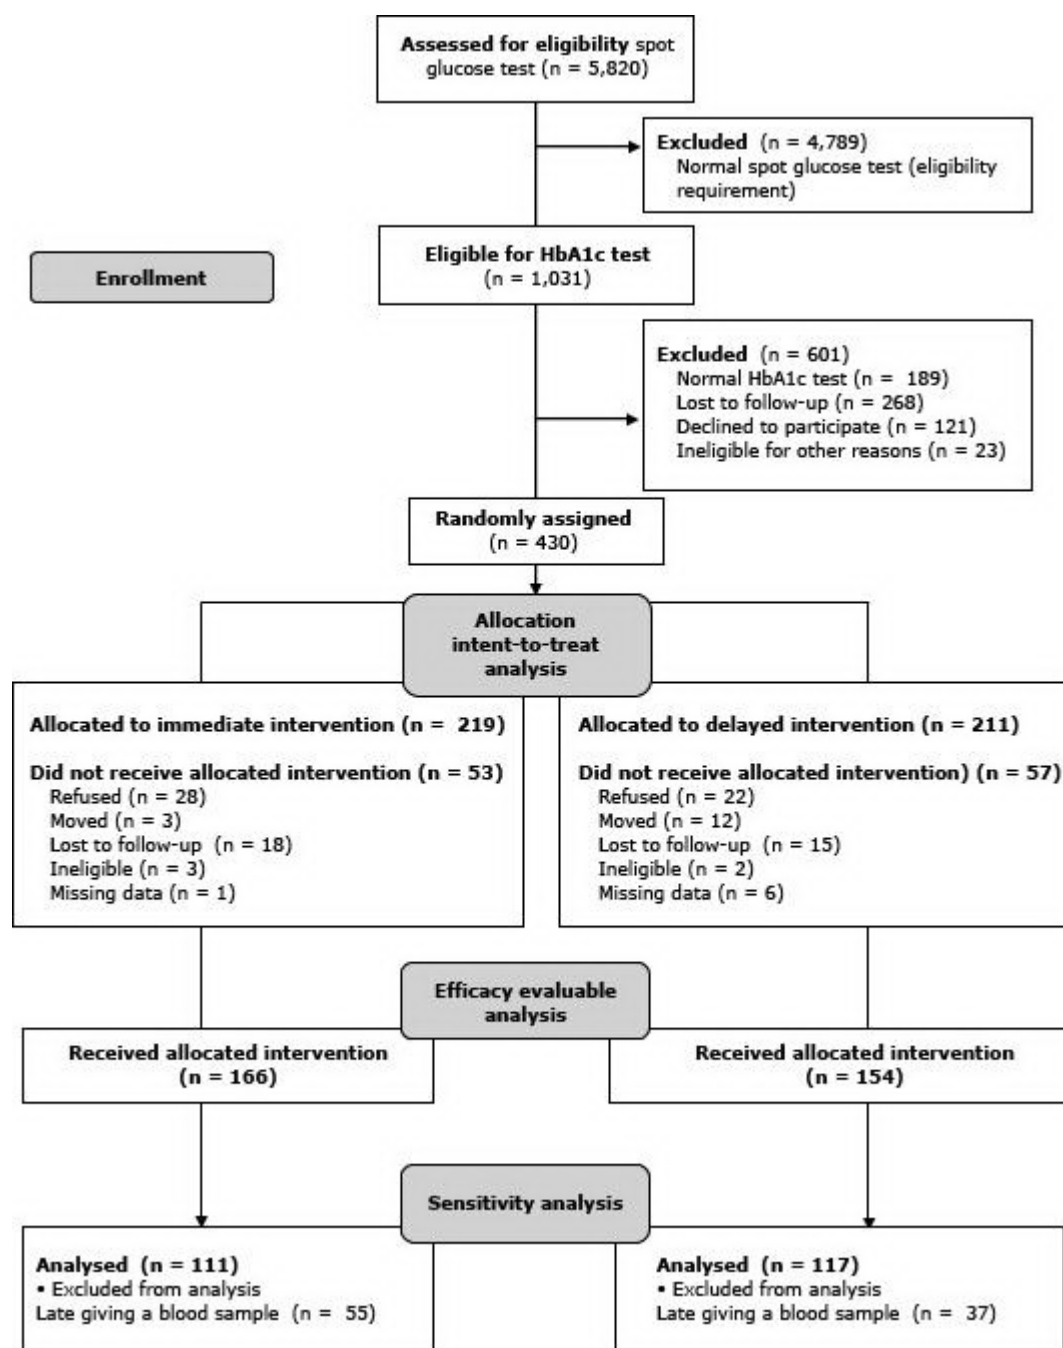 Assessed for eligibility spot
glucose test (n = 5,820)
Excluded (n = 4,789)
Normal spot glucose test (eligibility
requirement)
Eligible for HbA1c test
(n = 1,031)
Enrollment
Excluded (n = 601)
Normal HbA1c test (n = 189)
Lost to follow-up (n = 268)
Declined to participate (n = 121)
Ineligible for other reasons (n = 23)
Randomly assigned
(n = 430)
Allocation
intent-to-treat
analysis
Allocated to immediate intervention (n = 219)
Did not receive allocated intervention (n = 53)
Refused (n = 28)
Moved (n = 3)
Lost to follow-up (n = 18)
Ineligible (n = 3)
Missing data (n = 1)
Allocated to delayed intervention (n = 211)
Did not receive allocated intervention) (n = 57)
Refused (n = 22)
Moved (n = 12)
Lost to follow-up (n = 15)
Ineligible (n = 2)
Missing data (n = 6)
Efficacy evaluable
analysis
Received allocated intervention
(n = 166)
Received allocated intervention
(n = 154)
Sensitivity analysis
Analysed (n = 111)
• Excluded from analysis
Late giving a blood sample (n = 55)
Analysed (n = 117)
• Excluded from analysis
Late giving a blood sample (n = 37)